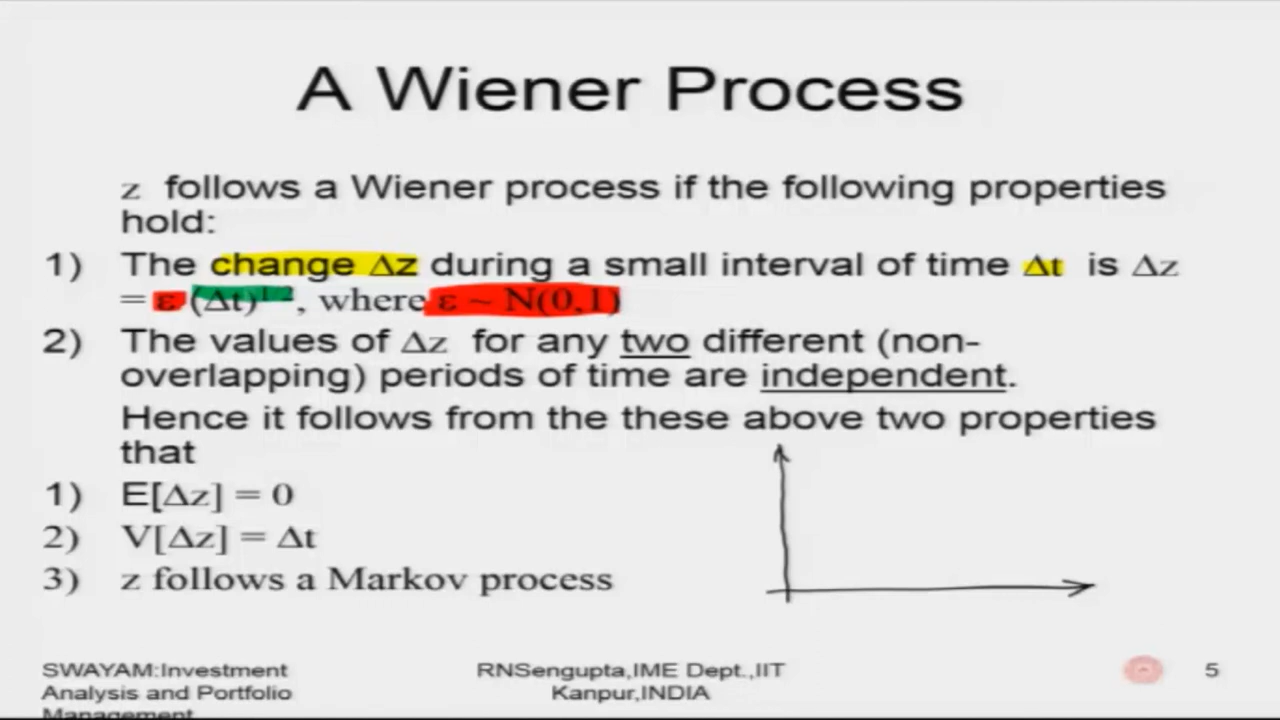 A Wiener Process
z follows a Wiener process if the following properties
hold:
1) The change Δz during a small interval of time Δt is Δz
= ε (Δt)^1/2, where ε ~ N(0,1)
2) The values of Δz for any two different (non-
overlapping) periods of time are independent.
Hence it follows from the these above two properties
that
1) E[Δz] = 0
2) V[Δz] = Δt
3) z follows a Markov process
SWAYAM:Investment
Analysis and Portfolio
Management
RNSengupta,IME Dept.,IIT
Kanpur,INDIA
5